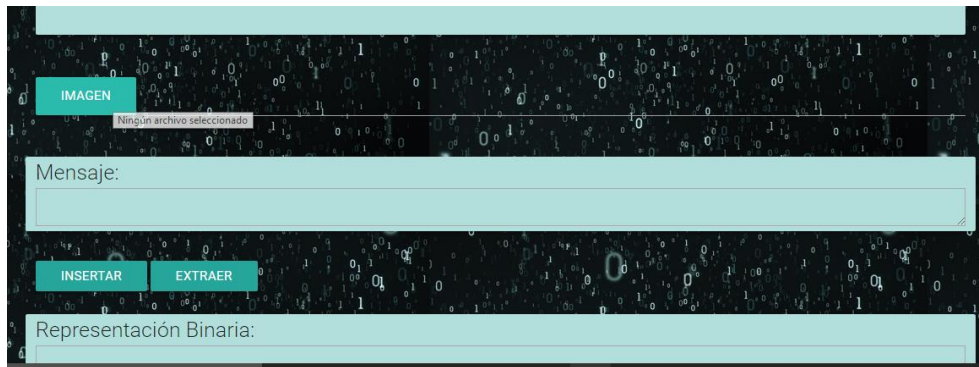 IMAGEN
Ningún archivo seleccionado
Mensaje:
INSERTAR EXTRAER
Representación Binaria: